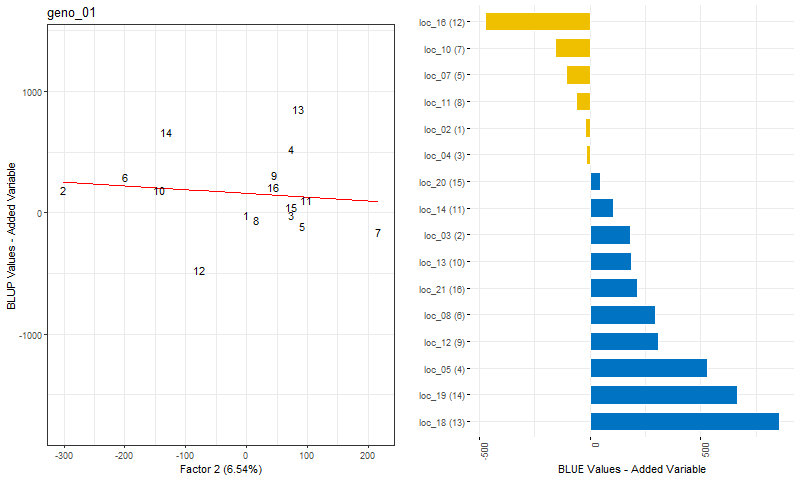 geno_01
BLUP Values - Added Variable
1000
0
-1000
13
14
4
9
6
16
2
10
11
15
1
3
8
5
7
12
-300
-200
-100
0
100
200
Factor 2 (6.54%)
loc_16 (12)
loc_10 (7)
loc_07 (5)
loc_11 (8)
loc_02 (1)
loc_04 (3)
loc_20 (15)
loc_14 (11)
loc_03 (2)
loc_13 (10)
loc_21 (16)
loc_08 (6)
loc_12 (9)
loc_05 (4)
loc_19 (14)
loc_18 (13)
-500
0
500
BLUE Values - Added Variable